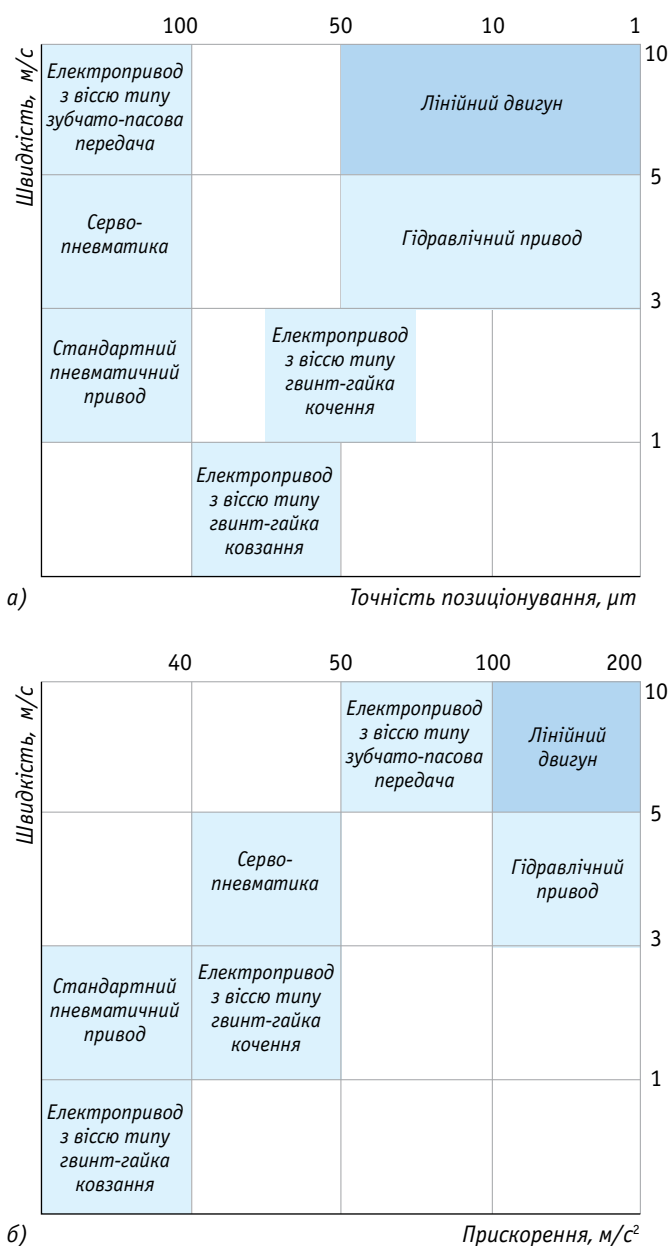 100 50 10 1
Швидкість, м/с
10
Електропривод
з віссю типу
зубчато-пасова
передача
Лінійний двигун
5
Серво-
пневматика
Гідравлічний привод
3
Стандартний
пневматичний
привод
Електропривод
з віссю типу
гвинт-гайка
кочення
1
Електропривод
з віссю типу
гвинт-гайка
ковзання
а)
Точність позиціонування, µm
40 50 100 200
Швидкість, м/с
10
Електропривод
з віссю типу
зубчато-пасова
передача
Лінійний
двигун
5
Серво-
пневматика
Гідравлічний
привод
3
Стандартний
пневматичний
привод
Електропривод
з віссю типу
гвинт-гайка
кочення
1
Електропривод
з віссю типу
гвинт-гайка
ковзання
б)
Прискорення, м/с²